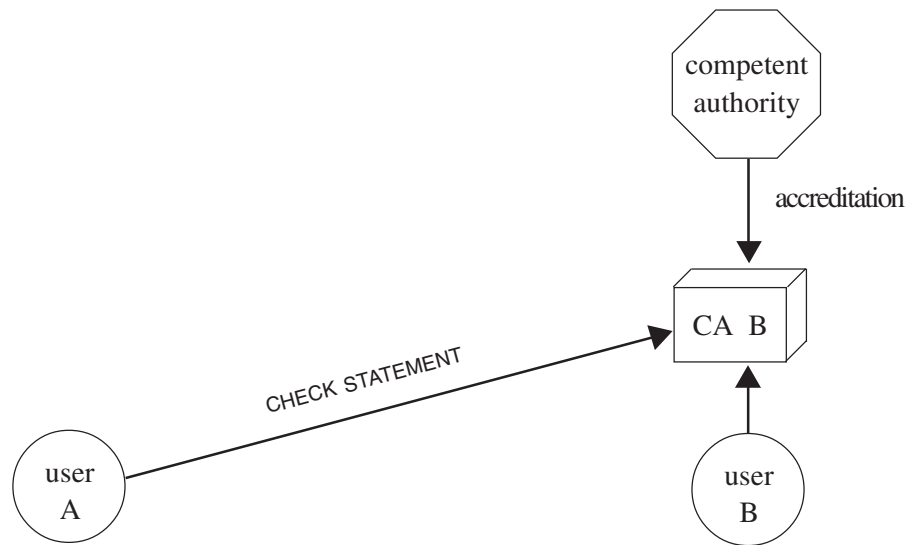 competent
authority
accreditation
CA B
CHECK STATEMENT
user
A
user
B